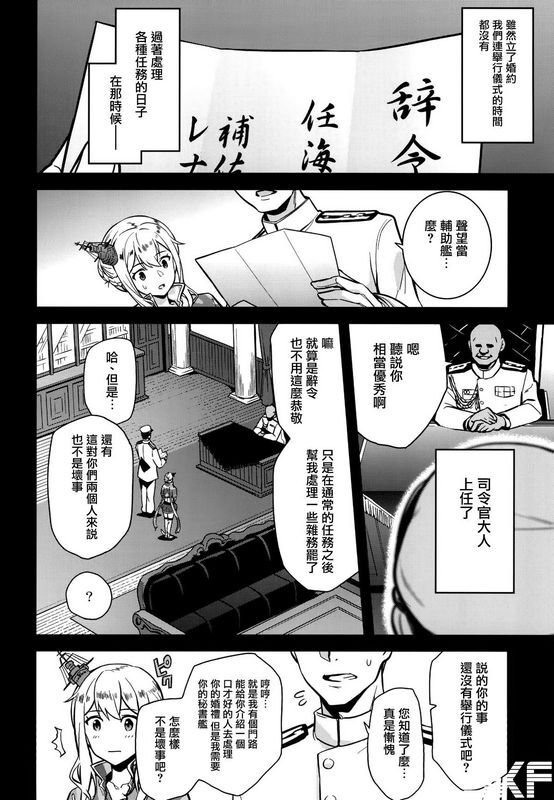 雖然立了婚約
我們連舉行儀式的時間
都沒有
過著處理
各種任務的日子
在那時候——
辞令
任海
補佐
レナ
聲望當
輔助艦…
麼?
嗯
聽說你
相當優秀啊
司令官大人
上任了
嘛
就算是辭令
也不用這麼恭敬
只是在通常的任務之後
幫我處理一些雜務罷了
哈、但是…
還有
這對你們兩個人來說
也不是壞事
?
說的你的事
還沒有舉行儀式吧?
您知道了麼…
真是慚愧
哼哼…
就是我有個門路
能給你介紹一個
口才好的人去處理
你的婚禮 但是我需要
你的秘書艦
怎麼樣
不是壞事吧?
움찔
KF